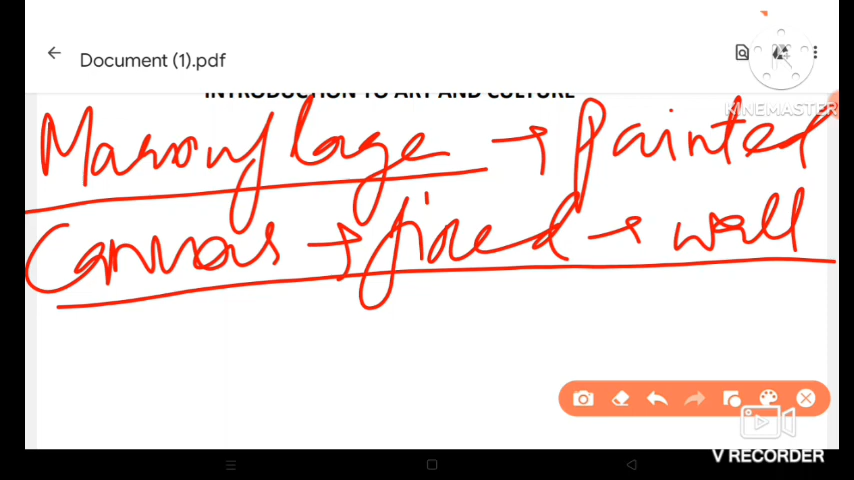 Document (1).pdf
KINEMASTER
INTRODUCTION TO ART AND CULTURE
Marouflage → painted
Canvas → fixed → wall
V RECORDER